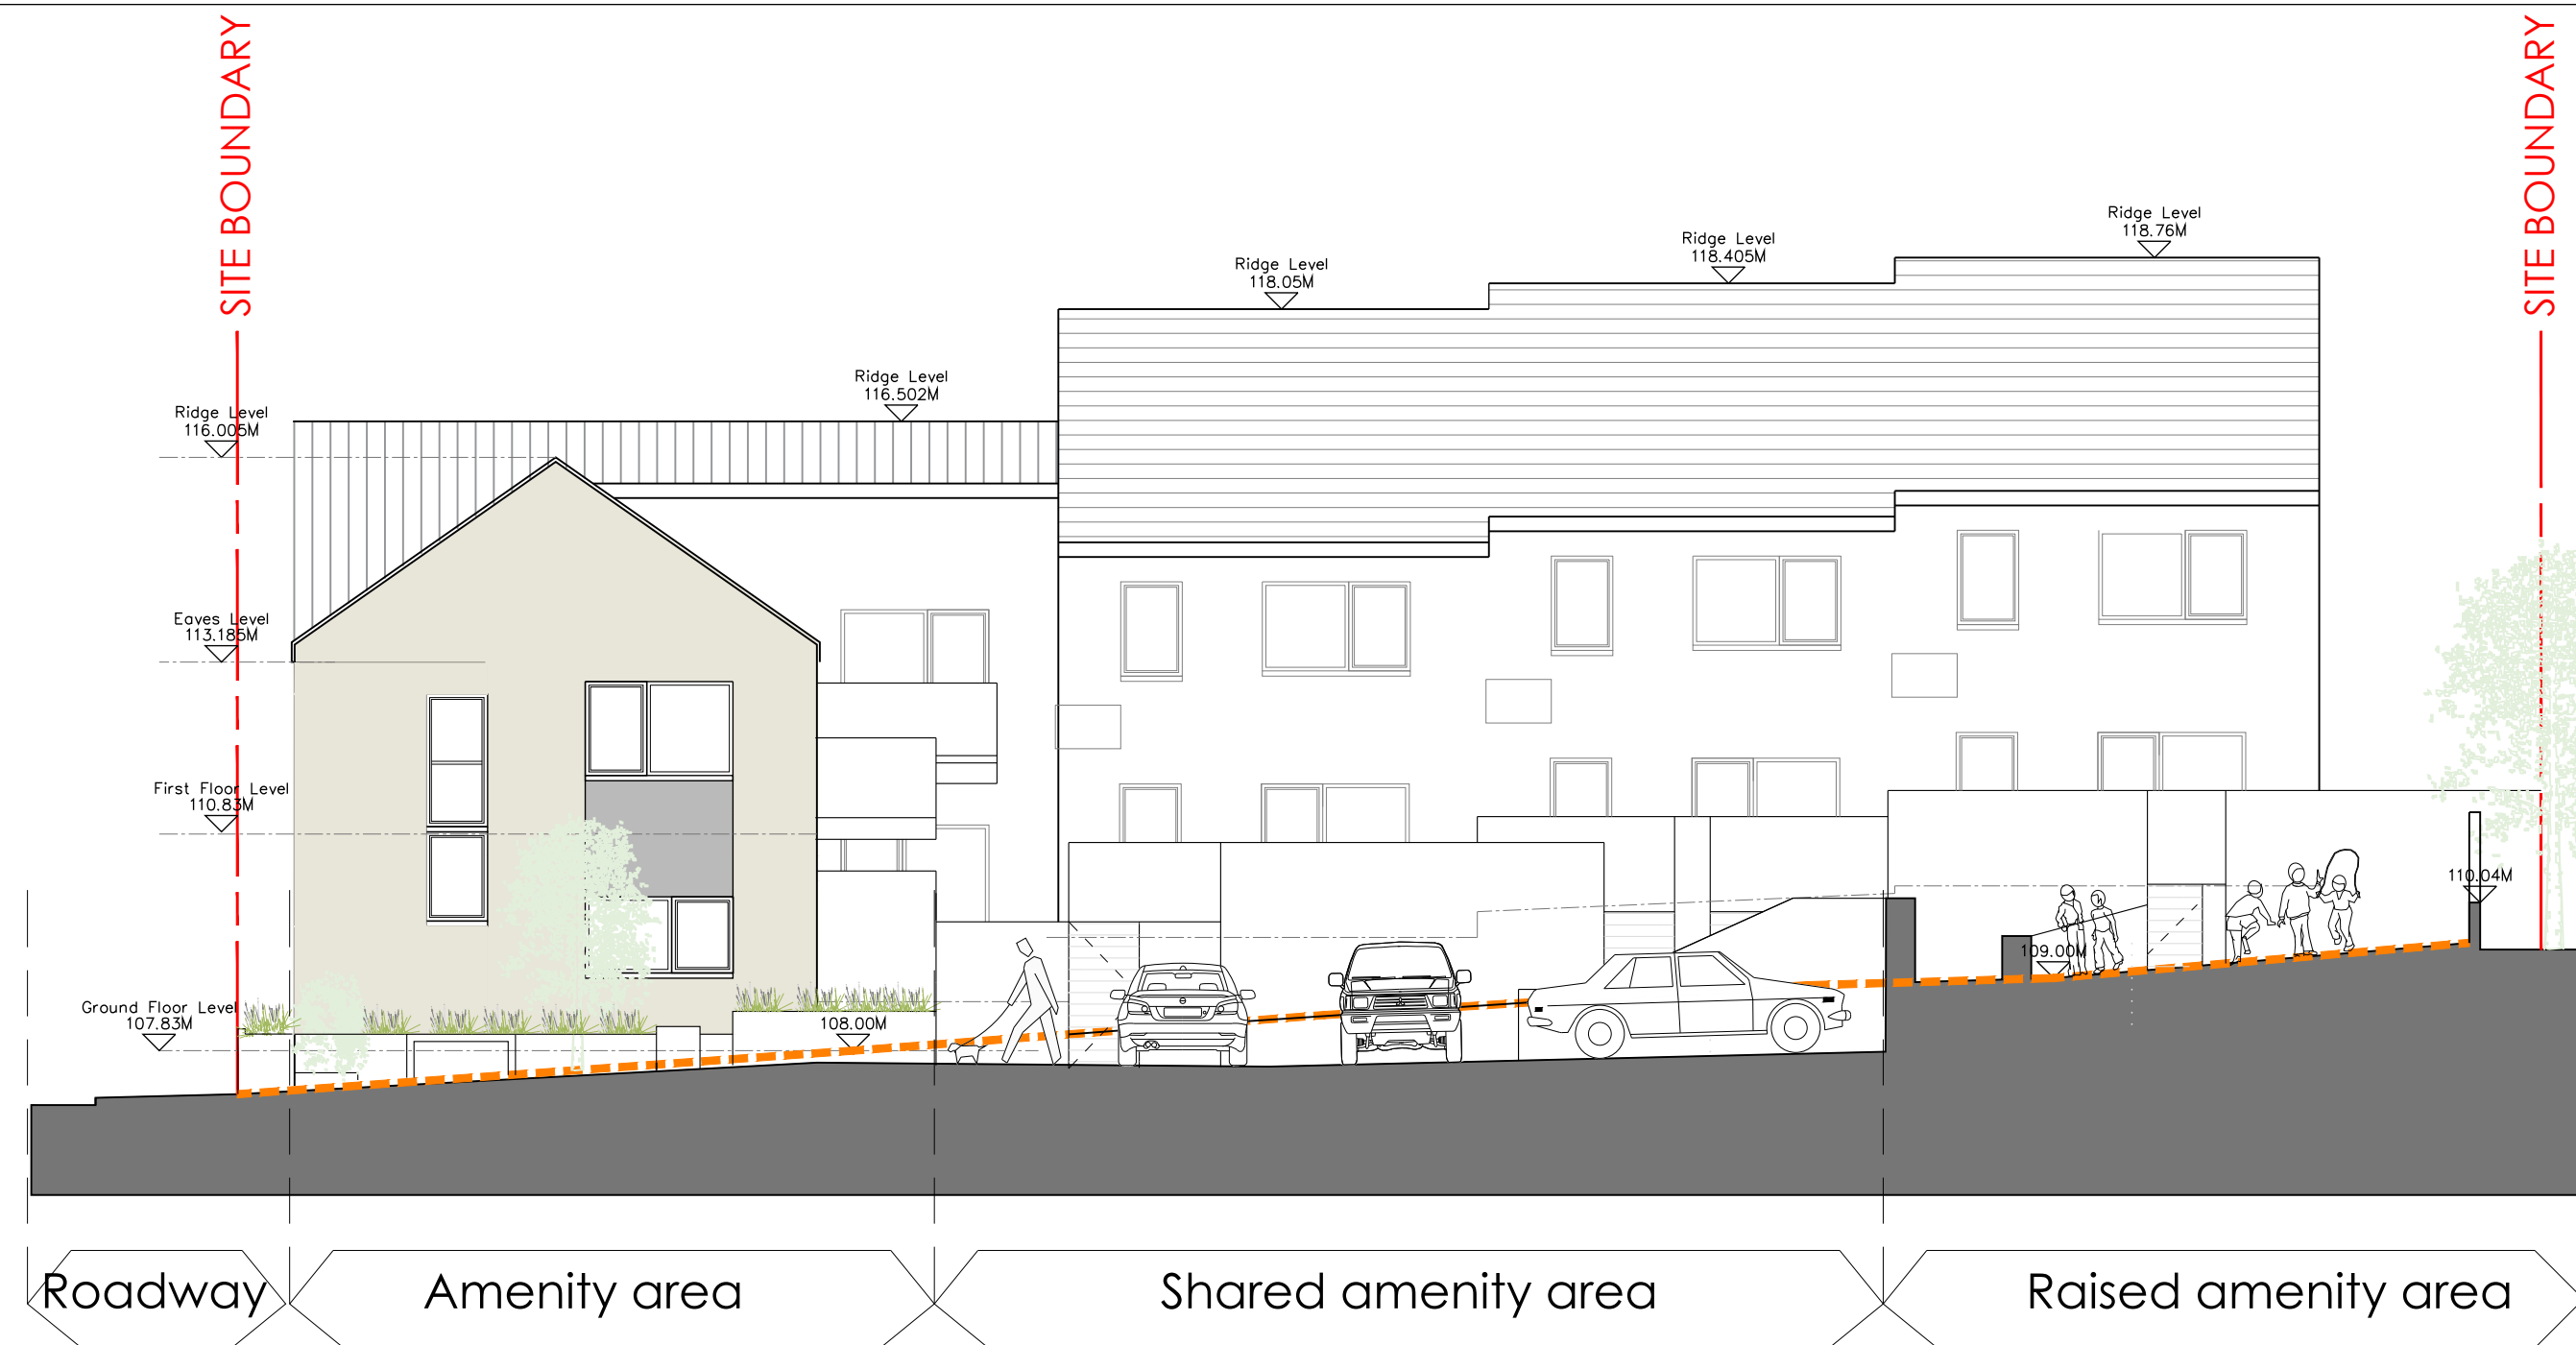 SITE BOUNDARY
SITE BOUNDARY
Ridge Level
118.76M
Ridge Level
118.405M
Ridge Level
118.05M
Ridge Level
116.502M
Ridge Level
116.005M
Eaves Level
113.185M
First Floor Level
110.83M
110.04M
109.00M
Ground Floor Level
107.83M
108.00M
Roadway
Amenity area
Shared amenity area
Raised amenity area